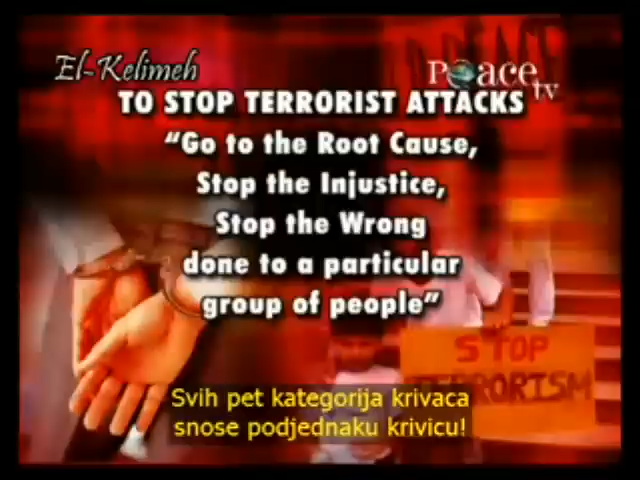 El-Kelimeh
Peace tv
TO STOP TERRORIST ATTACKS
“Go to the Root Cause,
Stop the Injustice,
Stop the Wrong
done to a particular
group of people”
STOP
TERRORISM
Svih pet kategorija krivaca
snose podjednaku krivicu!